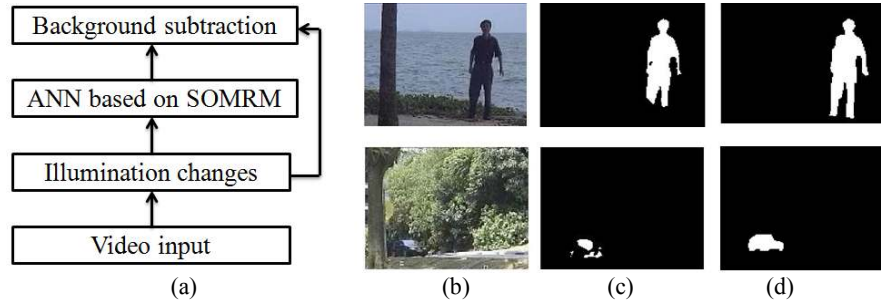 Background subtraction
ANN based on SOMRM
Illumination changes
Video input
(a)
(b)
(c)
(d)